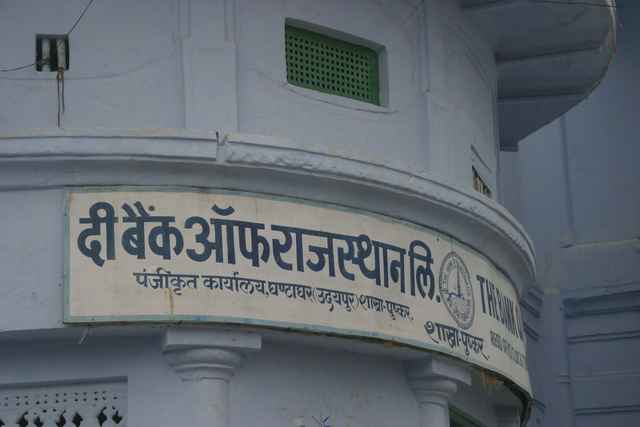 दी बैंक ऑफ राजस्थान लि.
पंजीकृत कार्यालय, घण्टाघर (उदयपुर) शाखा-पुष्कर.
शाखा-पुष्कर
THE BANK